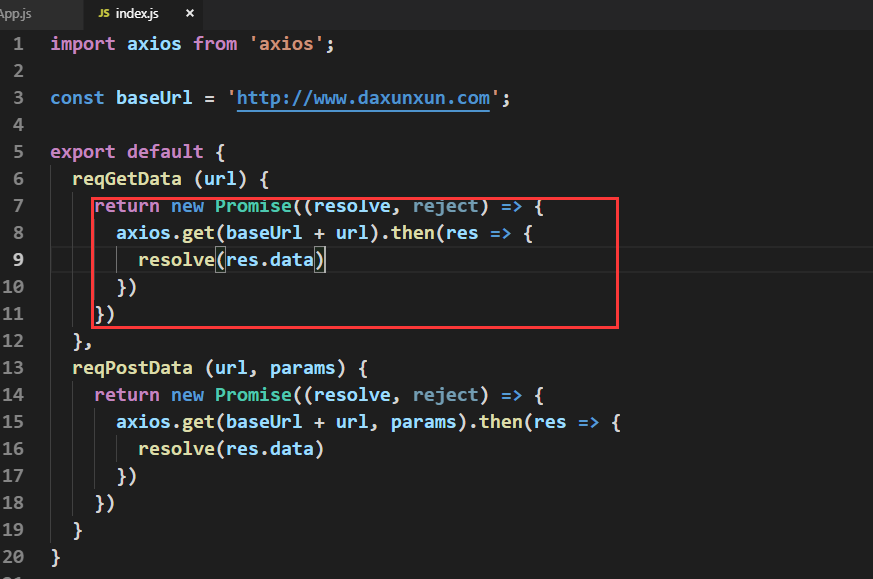 App.js JS index.js ×
1 import axios from 'axios';
2
3 const baseUrl = 'http://www.daxunxun.com';
4
5 export default {
6 reqGetData (url) {
7 return new Promise((resolve, reject) => {
8 axios.get(baseUrl + url).then(res => {
9 resolve(res.data)
10 })
11 })
12 },
13 reqPostData (url, params) {
14 return new Promise((resolve, reject) => {
15 axios.get(baseUrl + url, params).then(res => {
16 resolve(res.data)
17 })
18 })
19 }
20 }